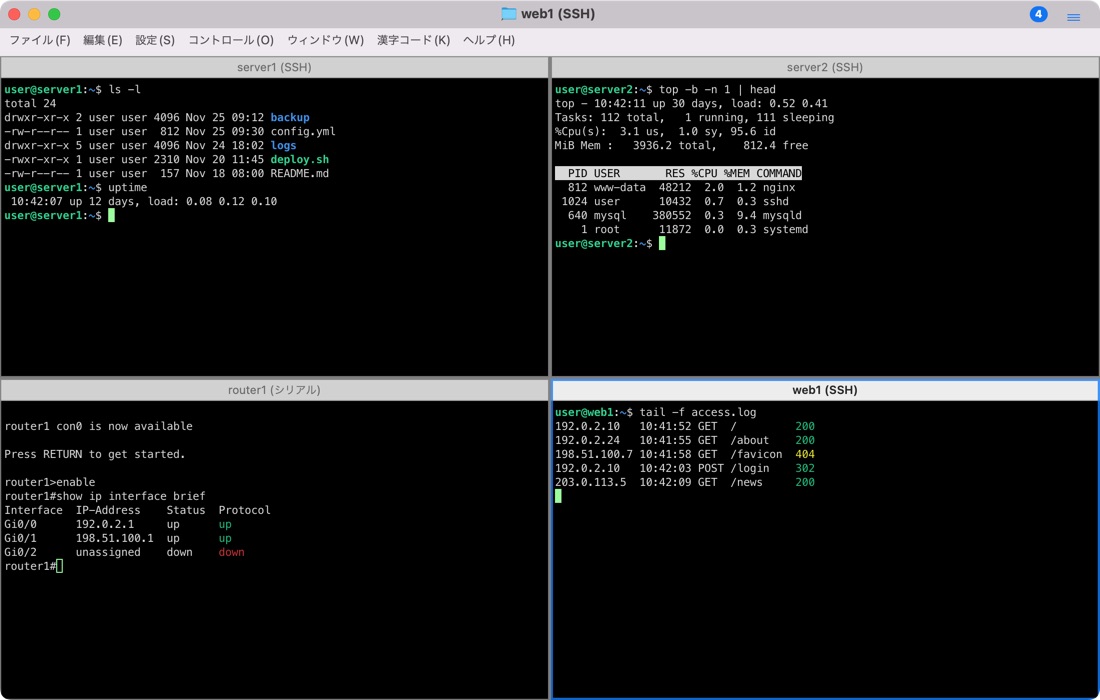 web1 (SSH)
4
ファイル(F) 編集(E) 設定(S) コントロール(O) ウィンドウ(W) 漢字コード(K) ヘルプ(H)
server1 (SSH)
user@server1:~$ ls -l
total 24
drwxr-xr-x 2 user user 4096 Nov 25 09:12 backup
-rw-r--r-- 1 user user  812 Nov 25 09:30 config.yml
drwxr-xr-x 5 user user 4096 Nov 24 18:02 logs
-rwxr-xr-x 1 user user 2310 Nov 20 11:45 deploy.sh
-rw-r--r-- 1 user user  157 Nov 18 08:00 README.md
user@server1:~$ uptime
 10:42:07 up 12 days, load: 0.08 0.12 0.10
user@server1:~$
server2 (SSH)
user@server2:~$ top -b -n 1 | head
top - 10:42:11 up 30 days, load: 0.52 0.41
Tasks: 112 total,   1 running, 111 sleeping
%Cpu(s):  3.1 us,  1.0 sy, 95.6 id
MiB Mem :   3936.2 total,    812.4 free
  PID USER       RES %CPU %MEM COMMAND
  812 www-data  48212  2.0  1.2 nginx
 1024 user      10432  0.7  0.3 sshd
  640 mysql    380552  0.3  9.4 mysqld
    1 root      11872  0.0  0.3 systemd
user@server2:~$
router1 (シリアル)
router1 con0 is now available
Press RETURN to get started.
router1>enable
router1#show ip interface brief
Interface  IP-Address    Status  Protocol
Gi0/0      192.0.2.1     up      up
Gi0/1      198.51.100.1  up      up
Gi0/2      unassigned    down    down
router1#
web1 (SSH)
user@web1:~$ tail -f access.log
192.0.2.10   10:41:52 GET  /         200
192.0.2.24   10:41:55 GET  /about    200
198.51.100.7 10:41:58 GET  /favicon  404
192.0.2.10   10:42:03 POST /login    302
203.0.113.5  10:42:09 GET  /news     200